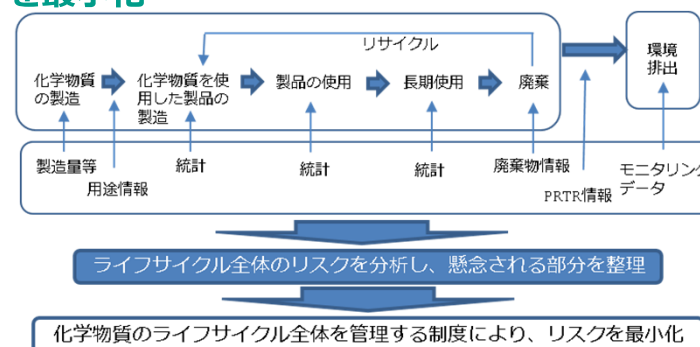 を最小化
リサイクル
化学物質
の製造
化学物質を使
用した製品の
製造
製品の使用
長期使用
廃棄
環境
排出
製造量等
用途情報
統計
統計
統計
廃棄物情報
PRTR情報
モニタリング
データ
ライフサイクル全体のリスクを分析し、懸念される部分を整理
化学物質のライフサイクル全体を管理する制度により、リスクを最小化